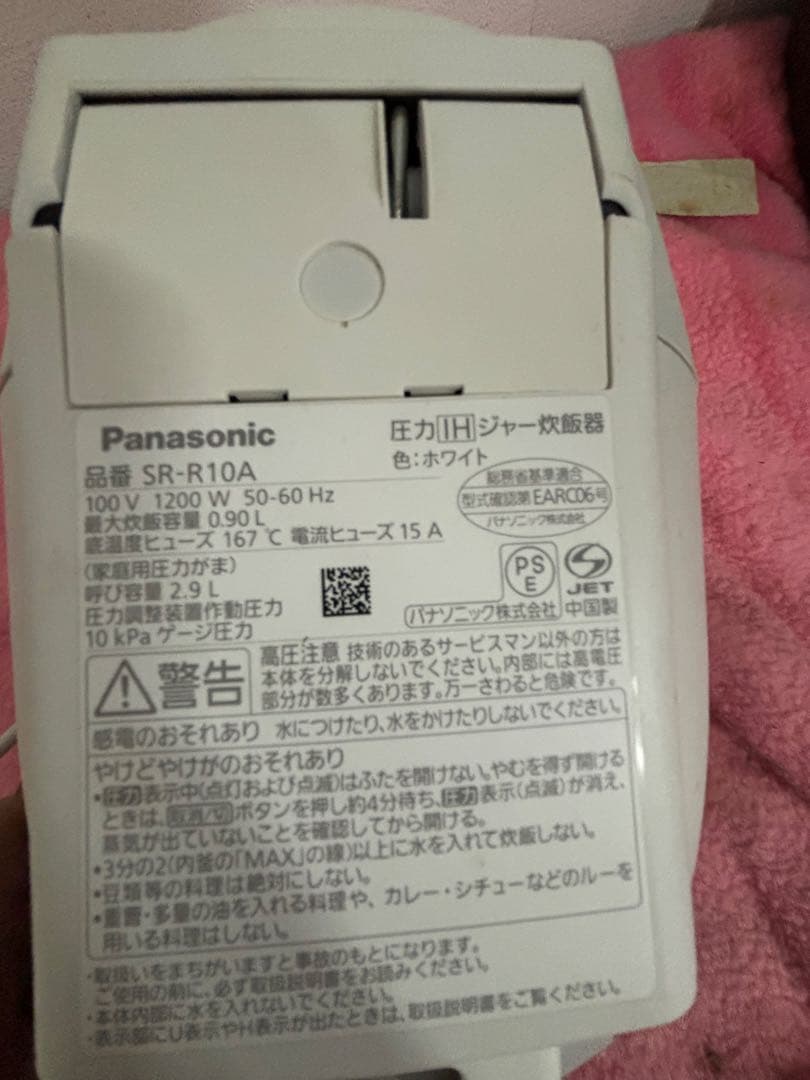 Panasonic
圧力IHジャー炊飯器
品番 SR-R10A
色:ホワイト
100 V 1200 W 50-60 Hz
最大炊飯容量 0.90 L
底温度ヒューズ 167 ℃ 電流ヒューズ 15 A
総務省基準適合
型式確認第EARC06号
パナソニック株式会社
(家庭用圧力がま)
呼び容量 2.9 L
圧力調整装置作動圧力
10 kPa ゲージ圧力
PS
E
JET
パナソニック株式会社 中国製
警告
高圧注意 技術のあるサービスマン以外の方は
本体を分解しないでください。内部には高電圧
部分が数多くあります。万一さわると危険です。
感電のおそれあり 水につけたり、水をかけたりしないでください。
やけどやけがのおそれあり
・圧力表示中(点灯および点滅)はふたを開けない。やむを得ず開ける
ときは、取消/切ボタンを押し約4分待ち、圧力表示(点滅)が消え、
蒸気が出ていないことを確認してから開ける。
・3分の2(内釜の「MAX」の線)以上に水を入れて炊飯しない。
・豆類等の料理は絶対にしない。
・重曹・多量の油を入れる料理や、カレー・シチューなどのルーを
用いる料理はしない。
・取扱いをまちがいますと事故のもとになります。
ご使用の前に、必ず取扱説明書をお読みください。
・本体内部に水を入れないでください。
・表示部にU表示やH表示が出たときは、取扱説明書をご覧ください。